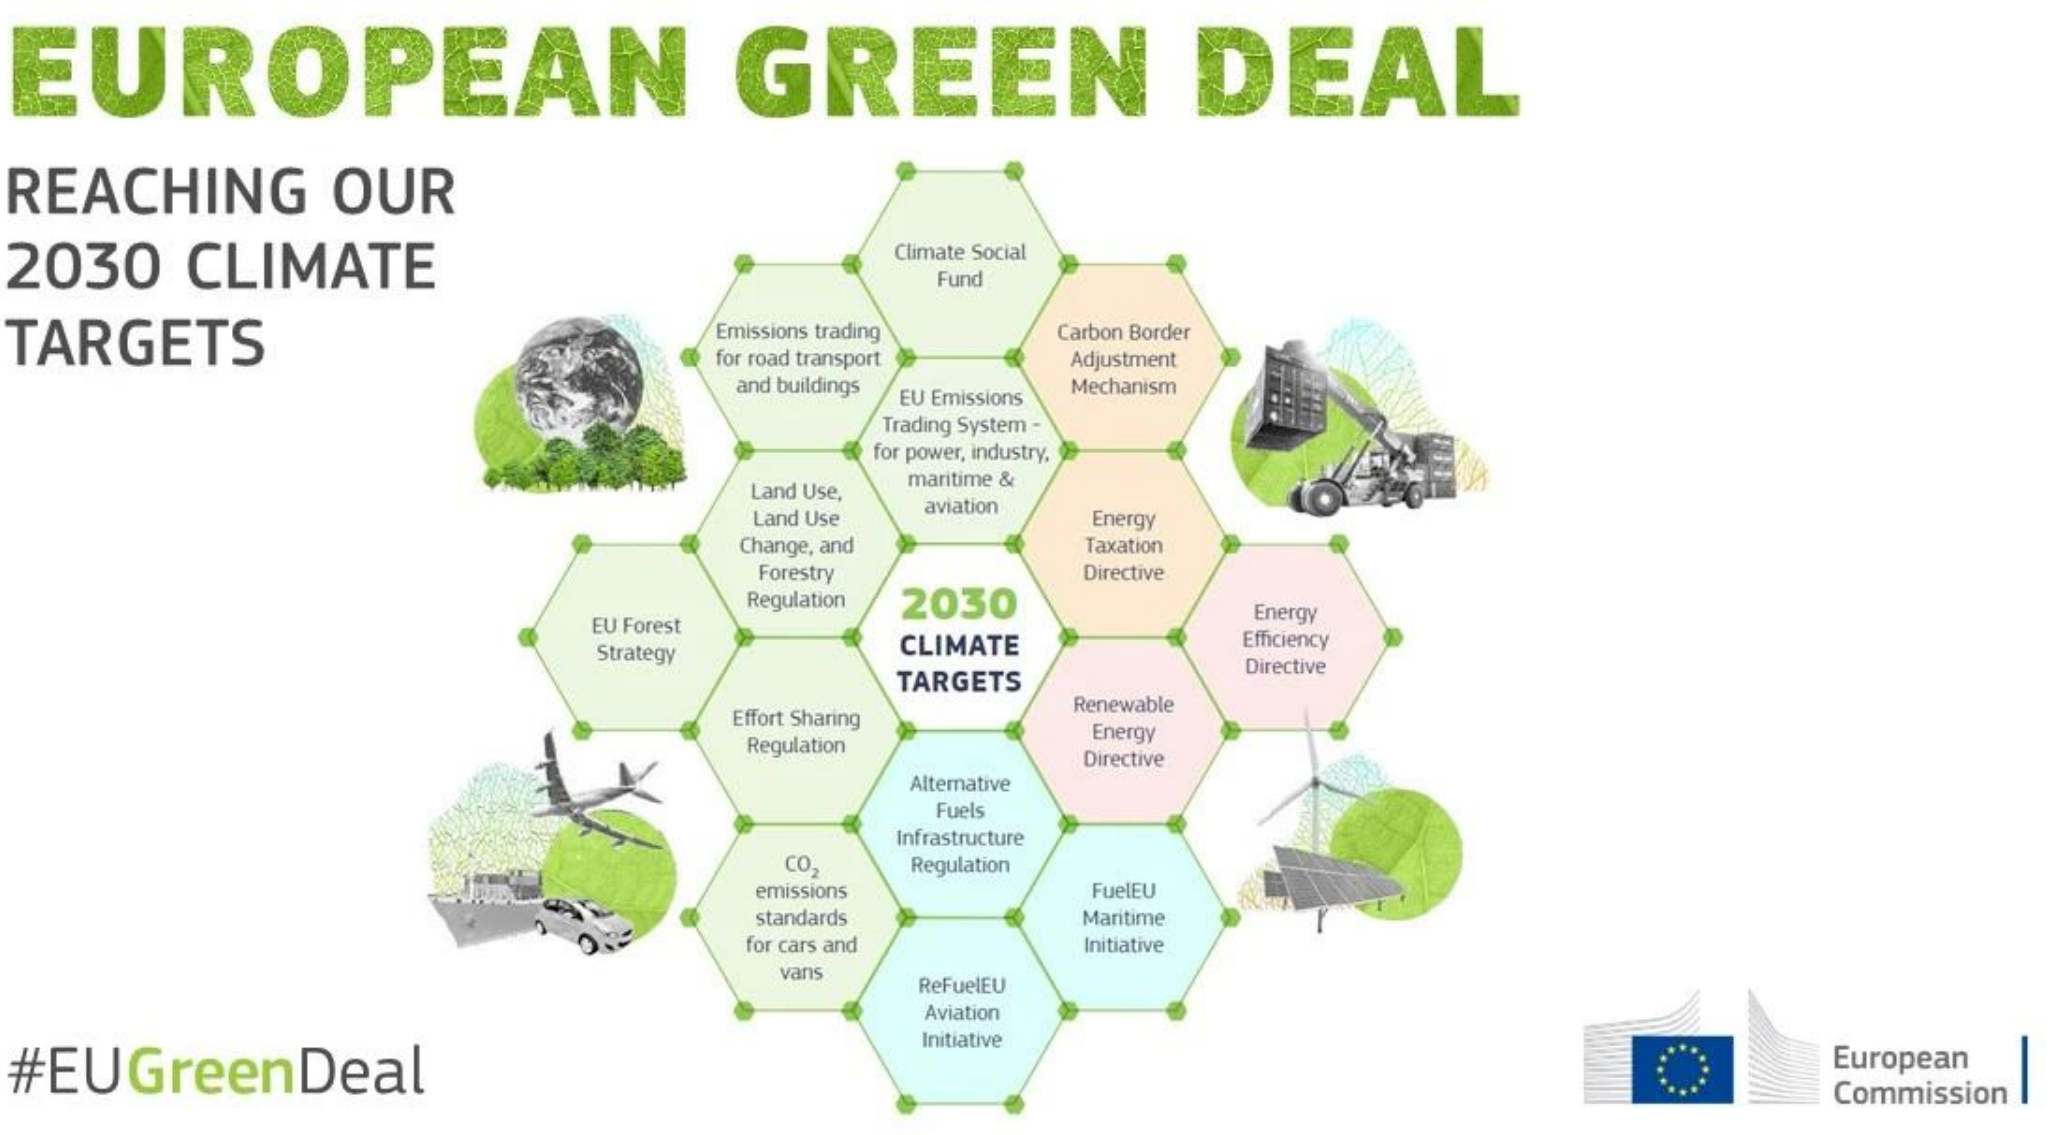 EUROPEAN GREEN DEAL
REACHING OUR
2030 CLIMATE
TARGETS
Climate Social
Fund
Emissions trading
for road transport
and buildings
Carbon Border
Adjustment
Mechanism
EU Emissions
Trading System -
for power, industry,
maritime &
aviation
Land Use,
Land Use
Change, and
Forestry
Regulation
Energy
Taxation
Directive
EU Forest
Strategy
2030
CLIMATE
TARGETS
Energy
Efficiency
Directive
Effort Sharing
Regulation
Renewable
Energy
Directive
Alternative
Fuels
Infrastructure
Regulation
CO₂
emissions
standards
for cars and
vans
FuelEU
Maritime
Initiative
ReFuelEU
Aviation
Initiative
#EUGreenDeal
European
Commission